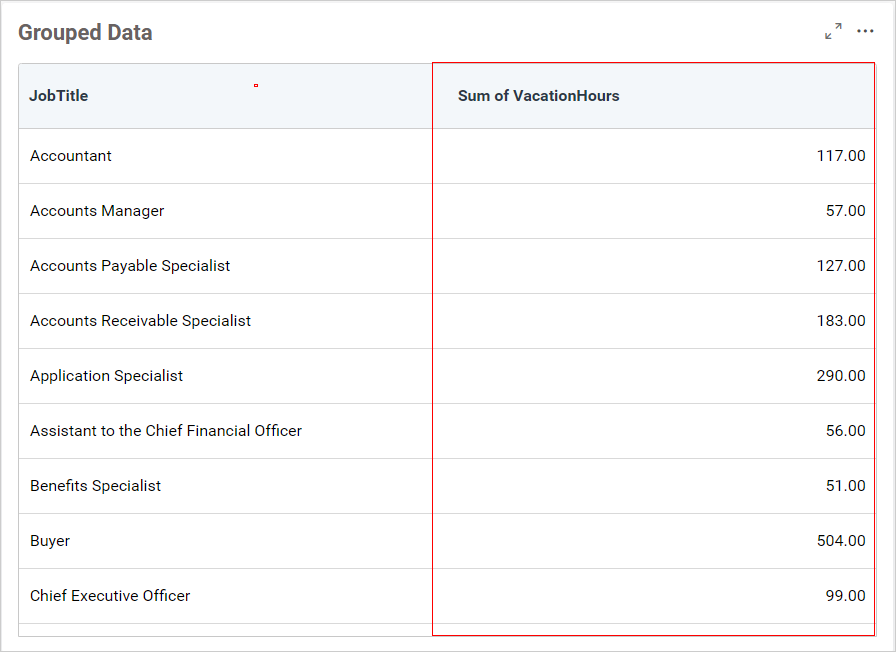 Grouped Data
JobTitle Sum of VacationHours
Accountant 117.00
Accounts Manager 57.00
Accounts Payable Specialist 127.00
Accounts Receivable Specialist 183.00
Application Specialist 290.00
Assistant to the Chief Financial Officer 56.00
Benefits Specialist 51.00
Buyer 504.00
Chief Executive Officer 99.00